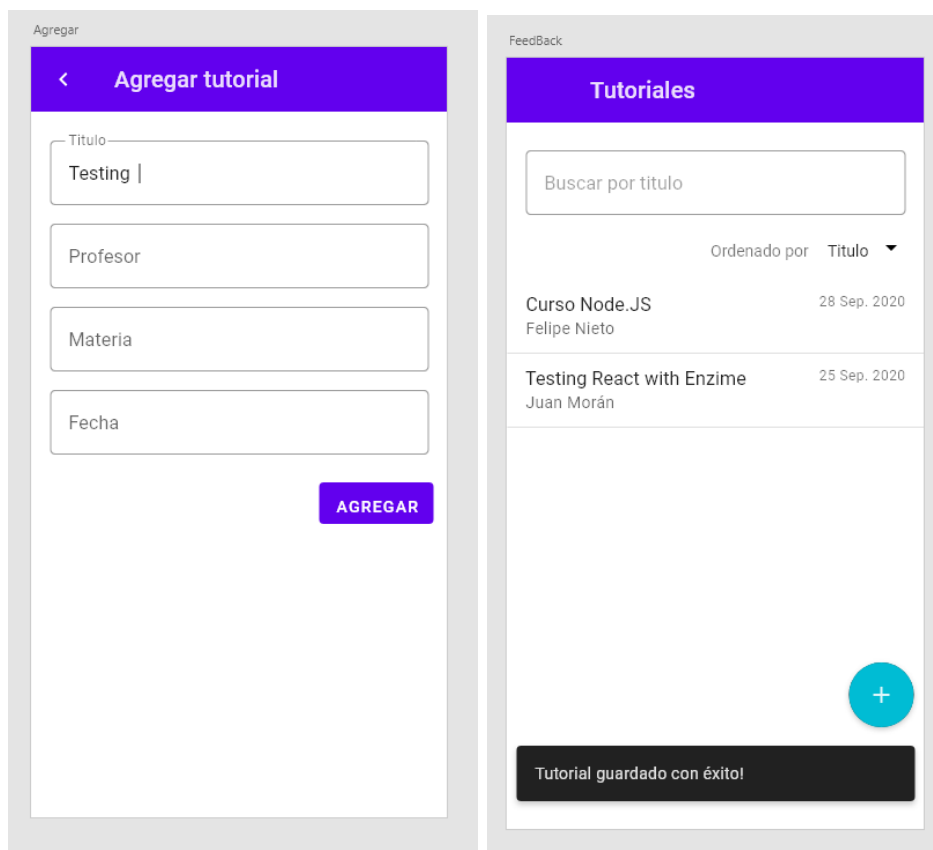 Agregar
Agregar tutorial
Titulo
Testing
Profesor
Materia
Fecha
AGREGAR
FeedBack
Tutoriales
Buscar por titulo
Ordenado por Titulo
Curso Node.JS 28 Sep. 2020
Felipe Nieto
Testing React with Enzime 25 Sep. 2020
Juan Morán
+
Tutorial guardado con éxito!